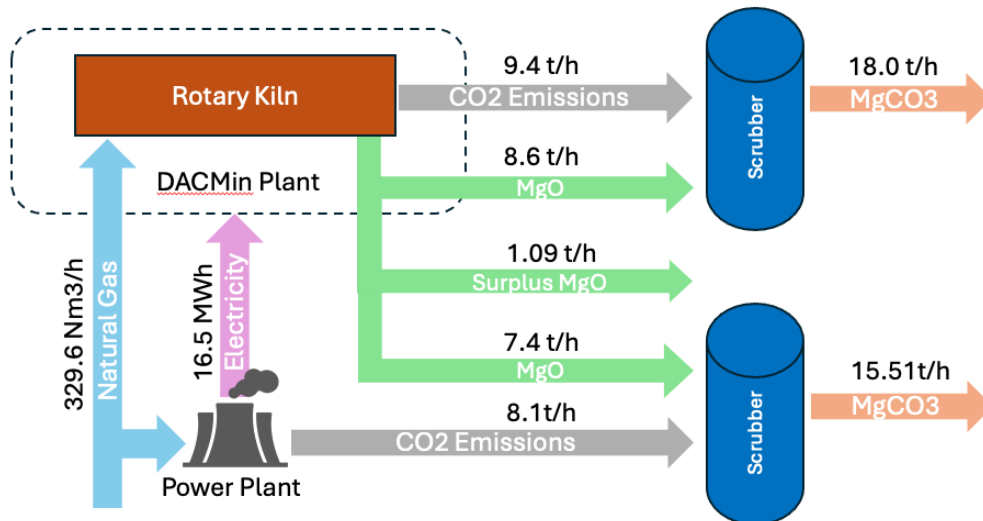 Rotary Kiln
DACMin Plant
9.4 t/h
CO2 Emissions
8.6 t/h
MgO
1.09 t/h
Surplus MgO
7.4 t/h
MgO
8.1t/h
CO2 Emissions
Scrubber
18.0 t/h
MgCO3
Scrubber
15.51t/h
MgCO3
329.6 Nm3/h
Natural Gas
16.5 MWh
Electricity
Power Plant